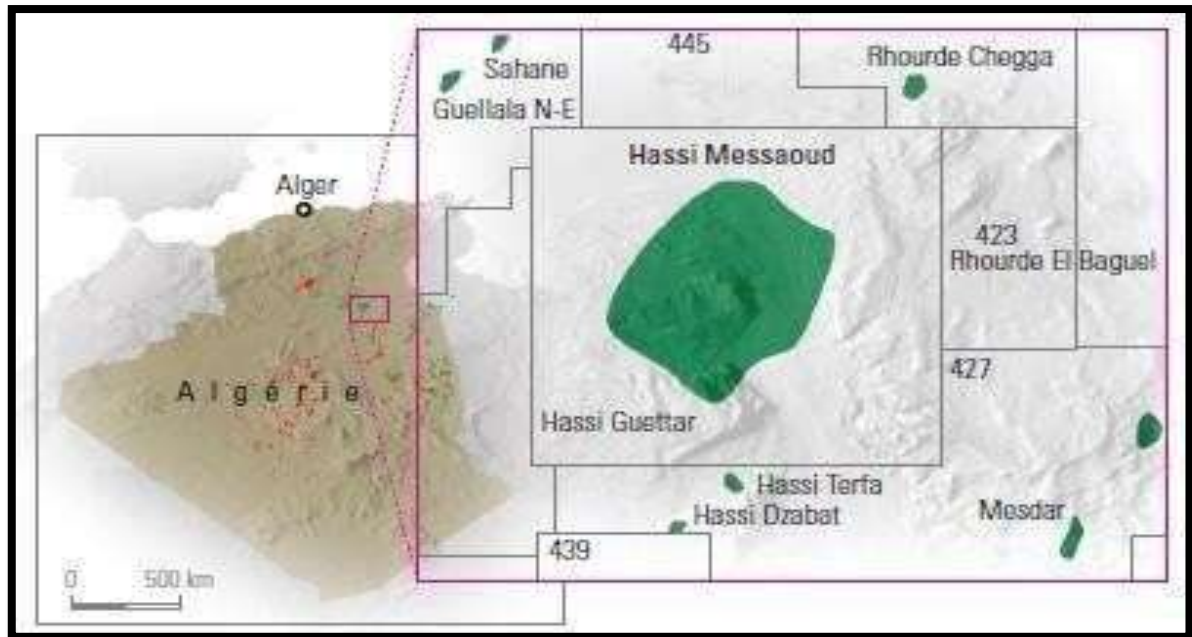 445
Rhourde Chegga
Sahane
Guellala N-E
Hassi Messaoud
Alger
423
Rhourde El Baguel
427
Algérie
Hassi Guettar
Hassi Terfa
Hassi Dzabat
Mesdar
439
0 500 km